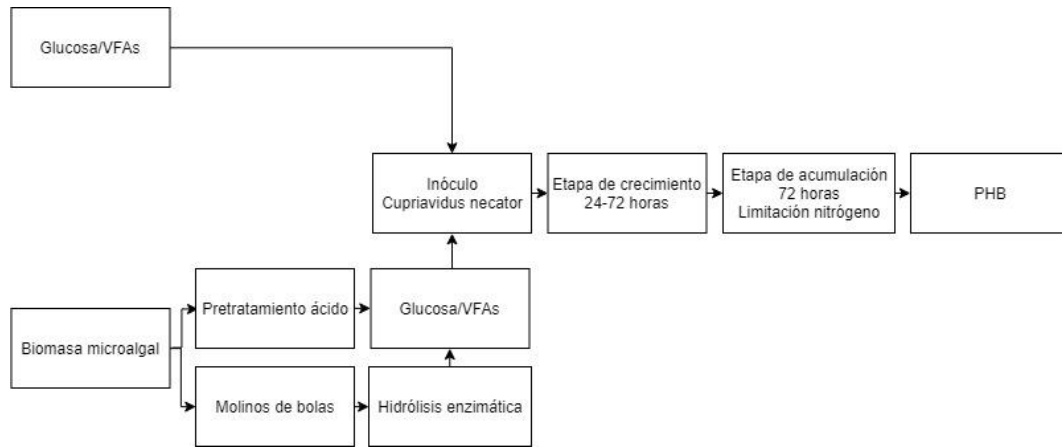 Glucosa/VFAs
Inóculo
Cupriavidus necator
Etapa de crecimiento
24-72 horas
Etapa de acumulación
72 horas
Limitación nitrógeno
PHB
Pretratamiento ácido
Glucosa/VFAs
Biomasa microalgal
Molinos de bolas
Hidrólisis enzimática